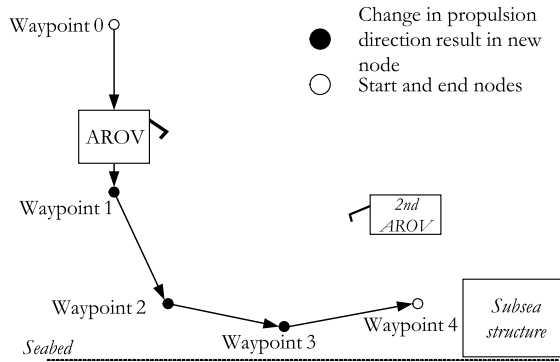 Waypoint 0
Change in propulsion
direction result in new
node
Start and end nodes
AROV
Waypoint 1
2nd
AROV
Waypoint 2
Waypoint 3
Waypoint 4
Subsea
structure
Seabed